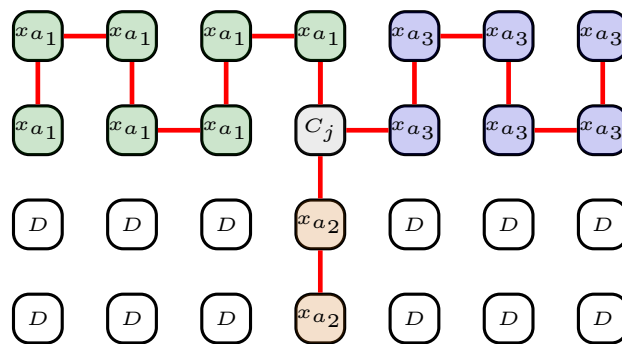 x_{a_1} x_{a_1} x_{a_1} x_{a_1} x_{a_3} x_{a_3} x_{a_3}
x_{a_1} x_{a_1} x_{a_1} C_j x_{a_3} x_{a_3} x_{a_3}
D D D x_{a_2} D D D
D D D x_{a_2} D D D